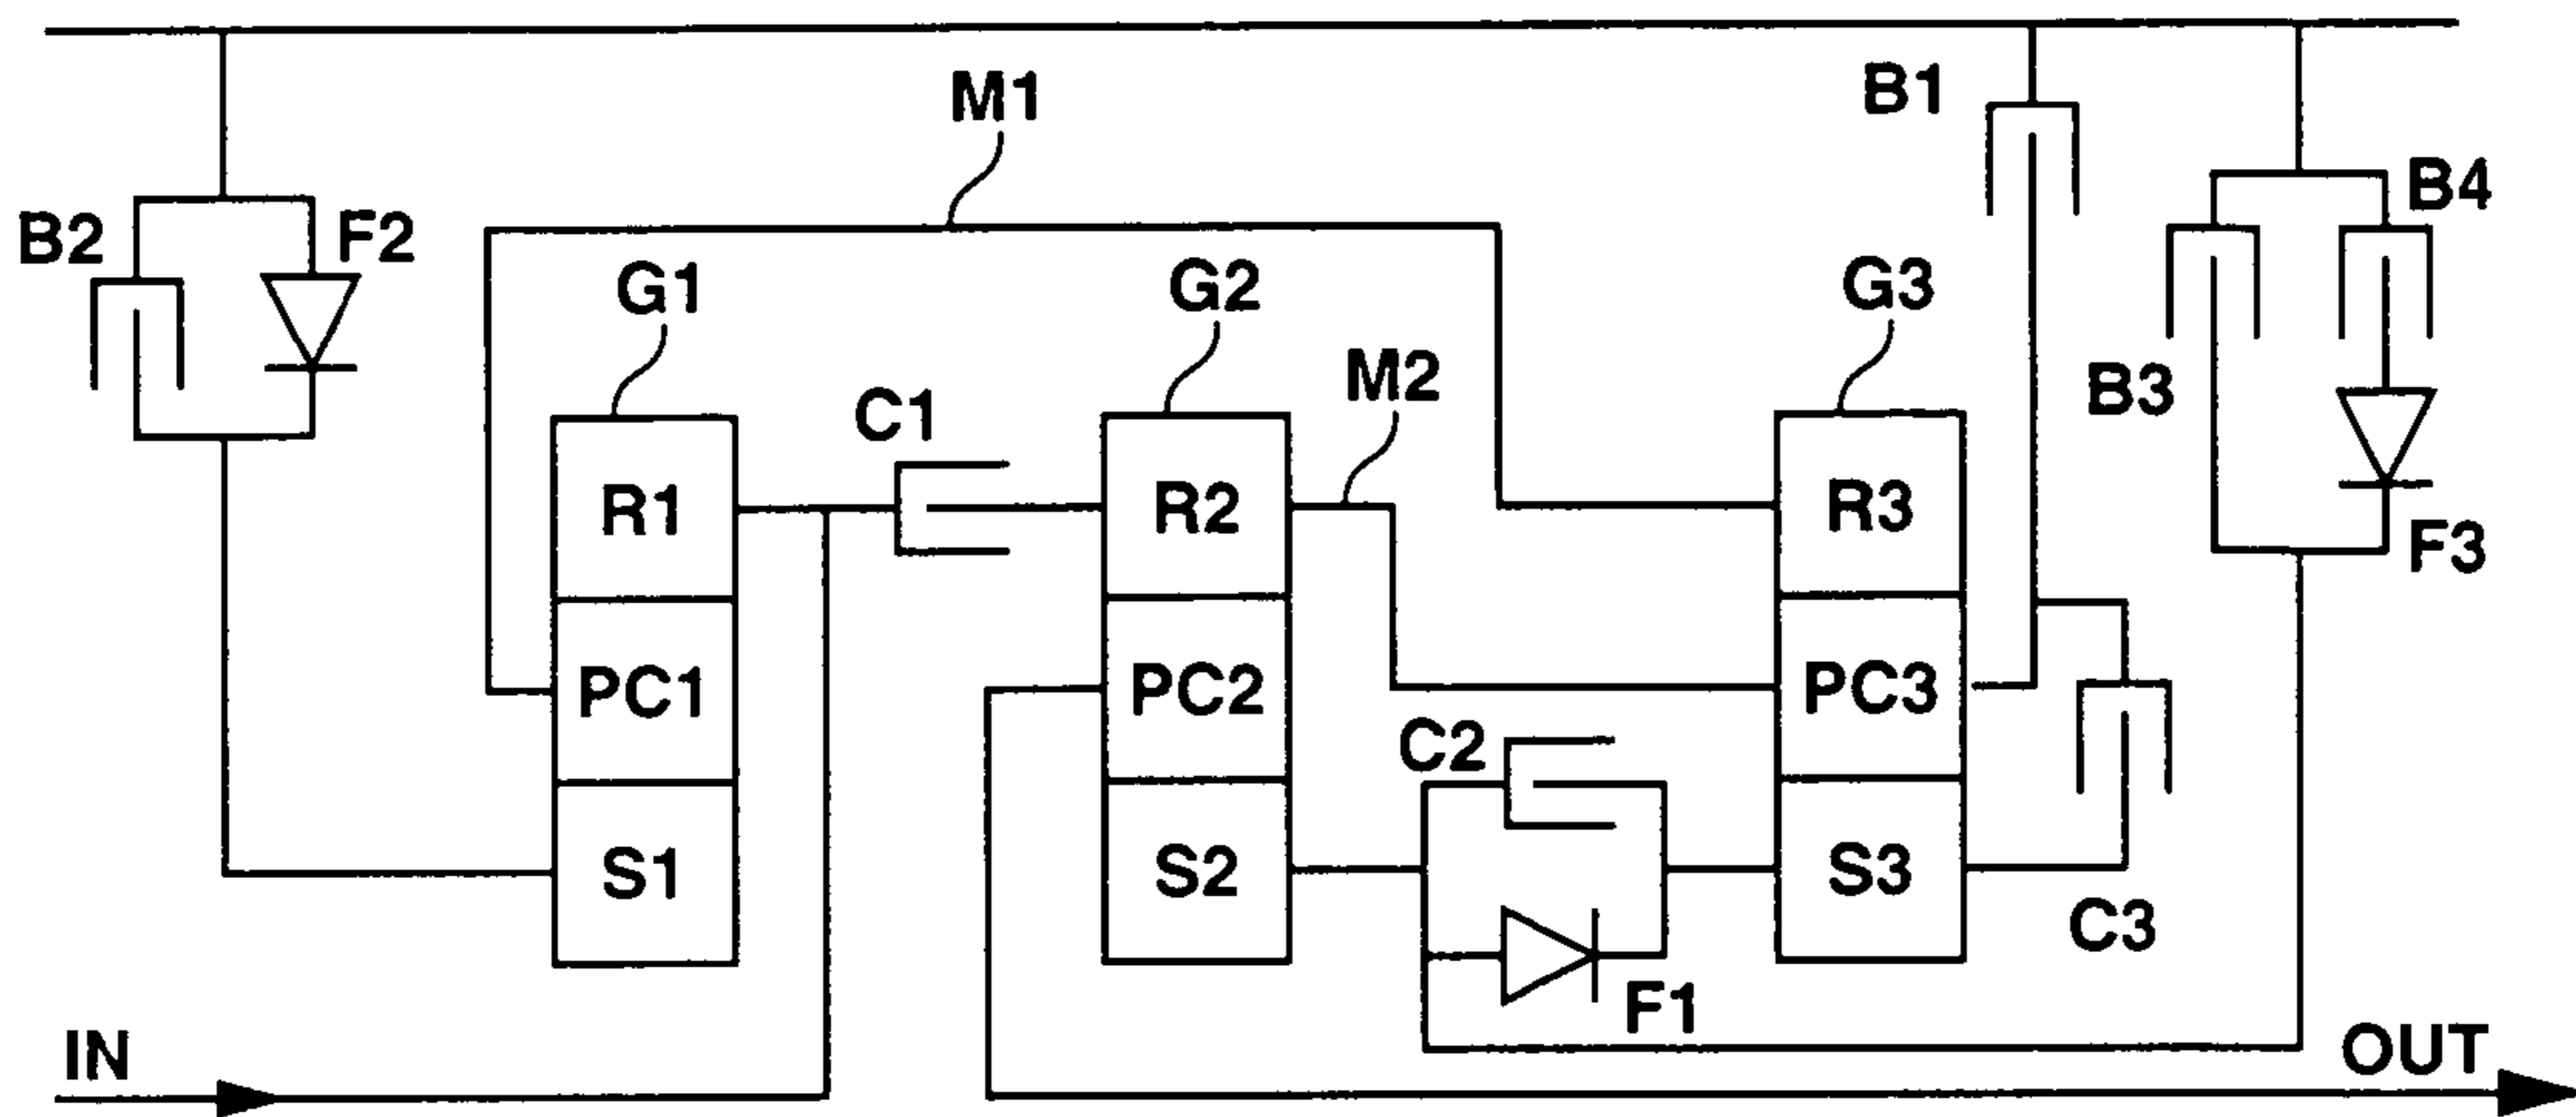 M1
B1
B4
B2
F2
G1
G2
G3
M2
B3
C1
R1
R2
R3
F3
PC1
PC2
PC3
C2
S1
S2
S3
C3
F1
IN
OUT